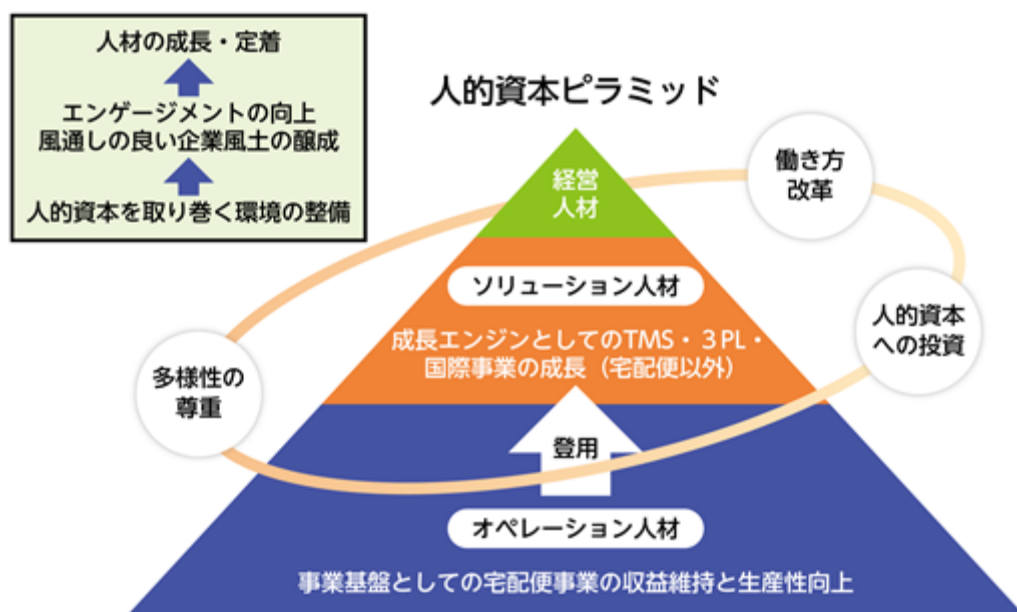 人材の成長・定着
エンゲージメントの向上
風通しの良い企業風土の醸成
人的資本を取り巻く環境の整備
人的資本ピラミッド
経営
人材
働き方
改革
ソリューション人材
成長エンジンとしてのTMS・3PL・
国際事業の成長（宅配便以外）
人的資本
への投資
多様性の
尊重
登用
オペレーション人材
事業基盤としての宅配便事業の収益維持と生産性向上